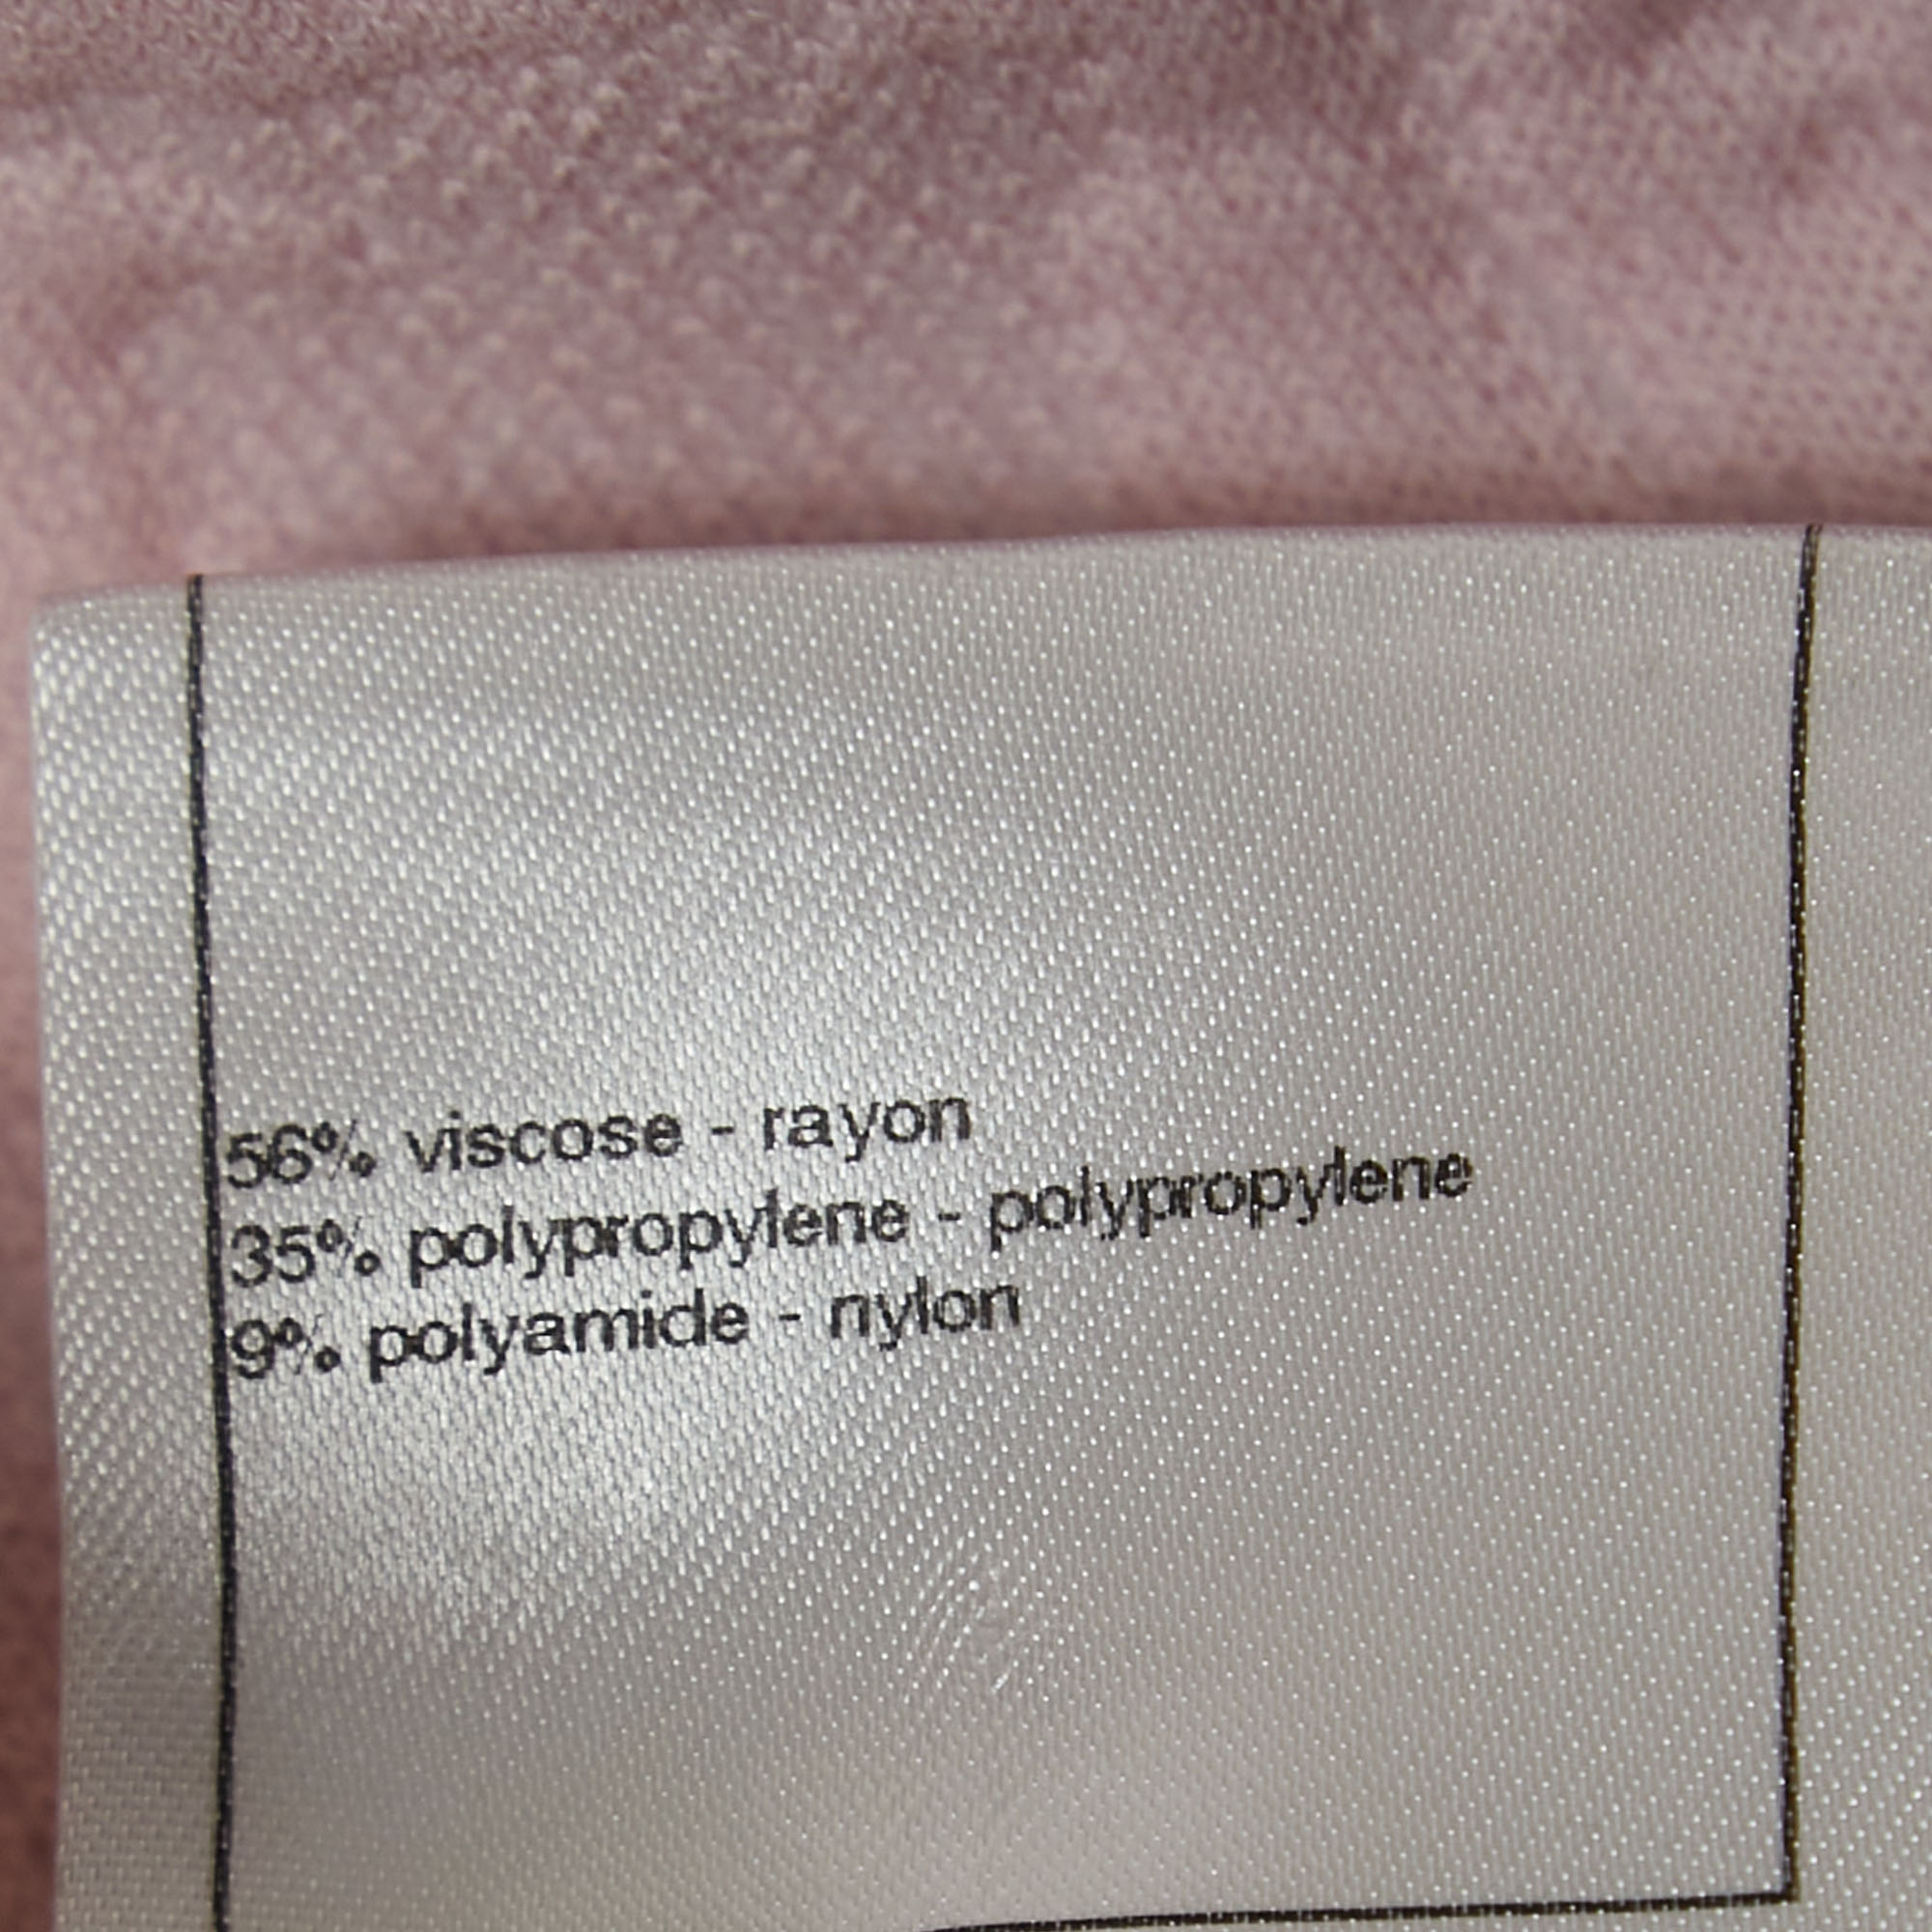 56% viscose - rayon
35% polypropylene - polypropylene
9% polyamide - nylon